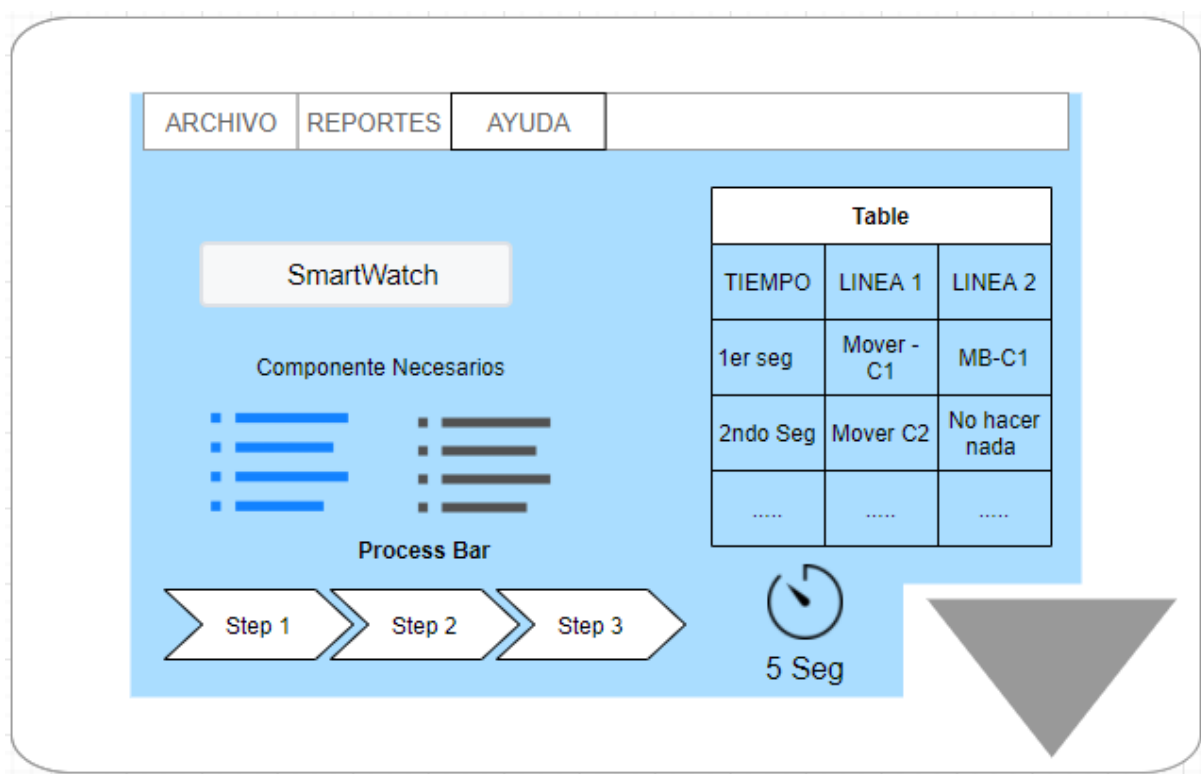 ARCHIVO REPORTES AYUDA
SmartWatch
Componente Necesarios
Process Bar
Step 1 Step 2 Step 3
Table
TIEMPO LINEA 1 LINEA 2
1er seg Mover - C1 MB-C1
2ndo Seg Mover C2 No hacer nada
..... ..... .....
5 Seg